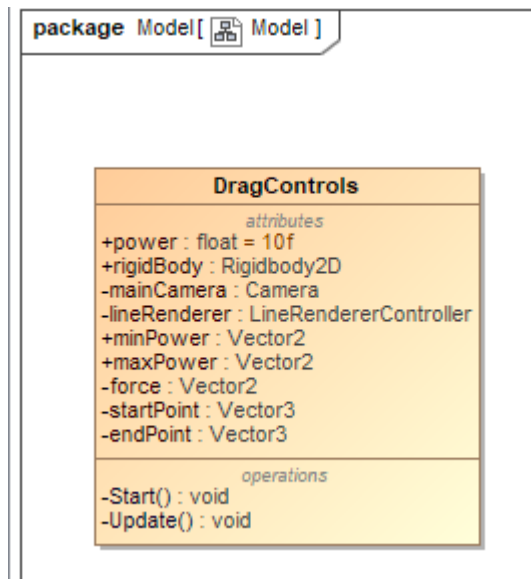 package Model[ Model ]
DragControls
attributes
+power : float = 10f
+rigidBody : Rigidbody2D
-mainCamera : Camera
-lineRenderer : LineRendererController
+minPower : Vector2
+maxPower : Vector2
-force : Vector2
-startPoint : Vector3
-endPoint : Vector3
operations
-Start() : void
-Update() : void